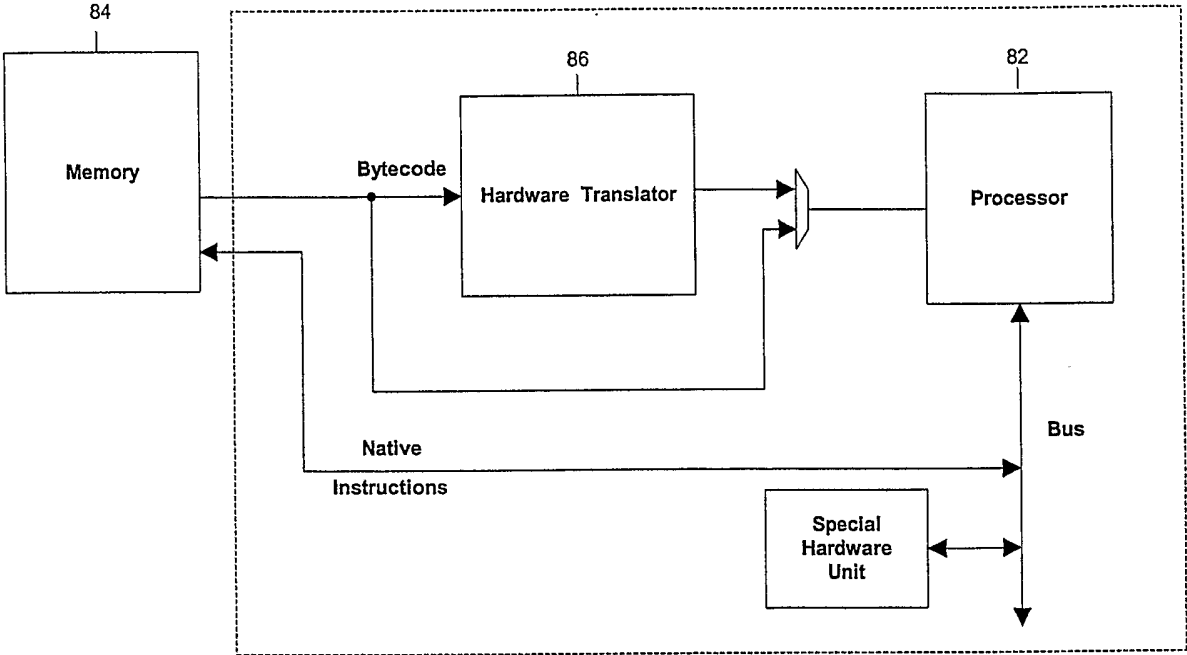 84
86
82
Memory
Bytecode
Hardware Translator
Processor
Bus
Native
Instructions
Special
Hardware
Unit